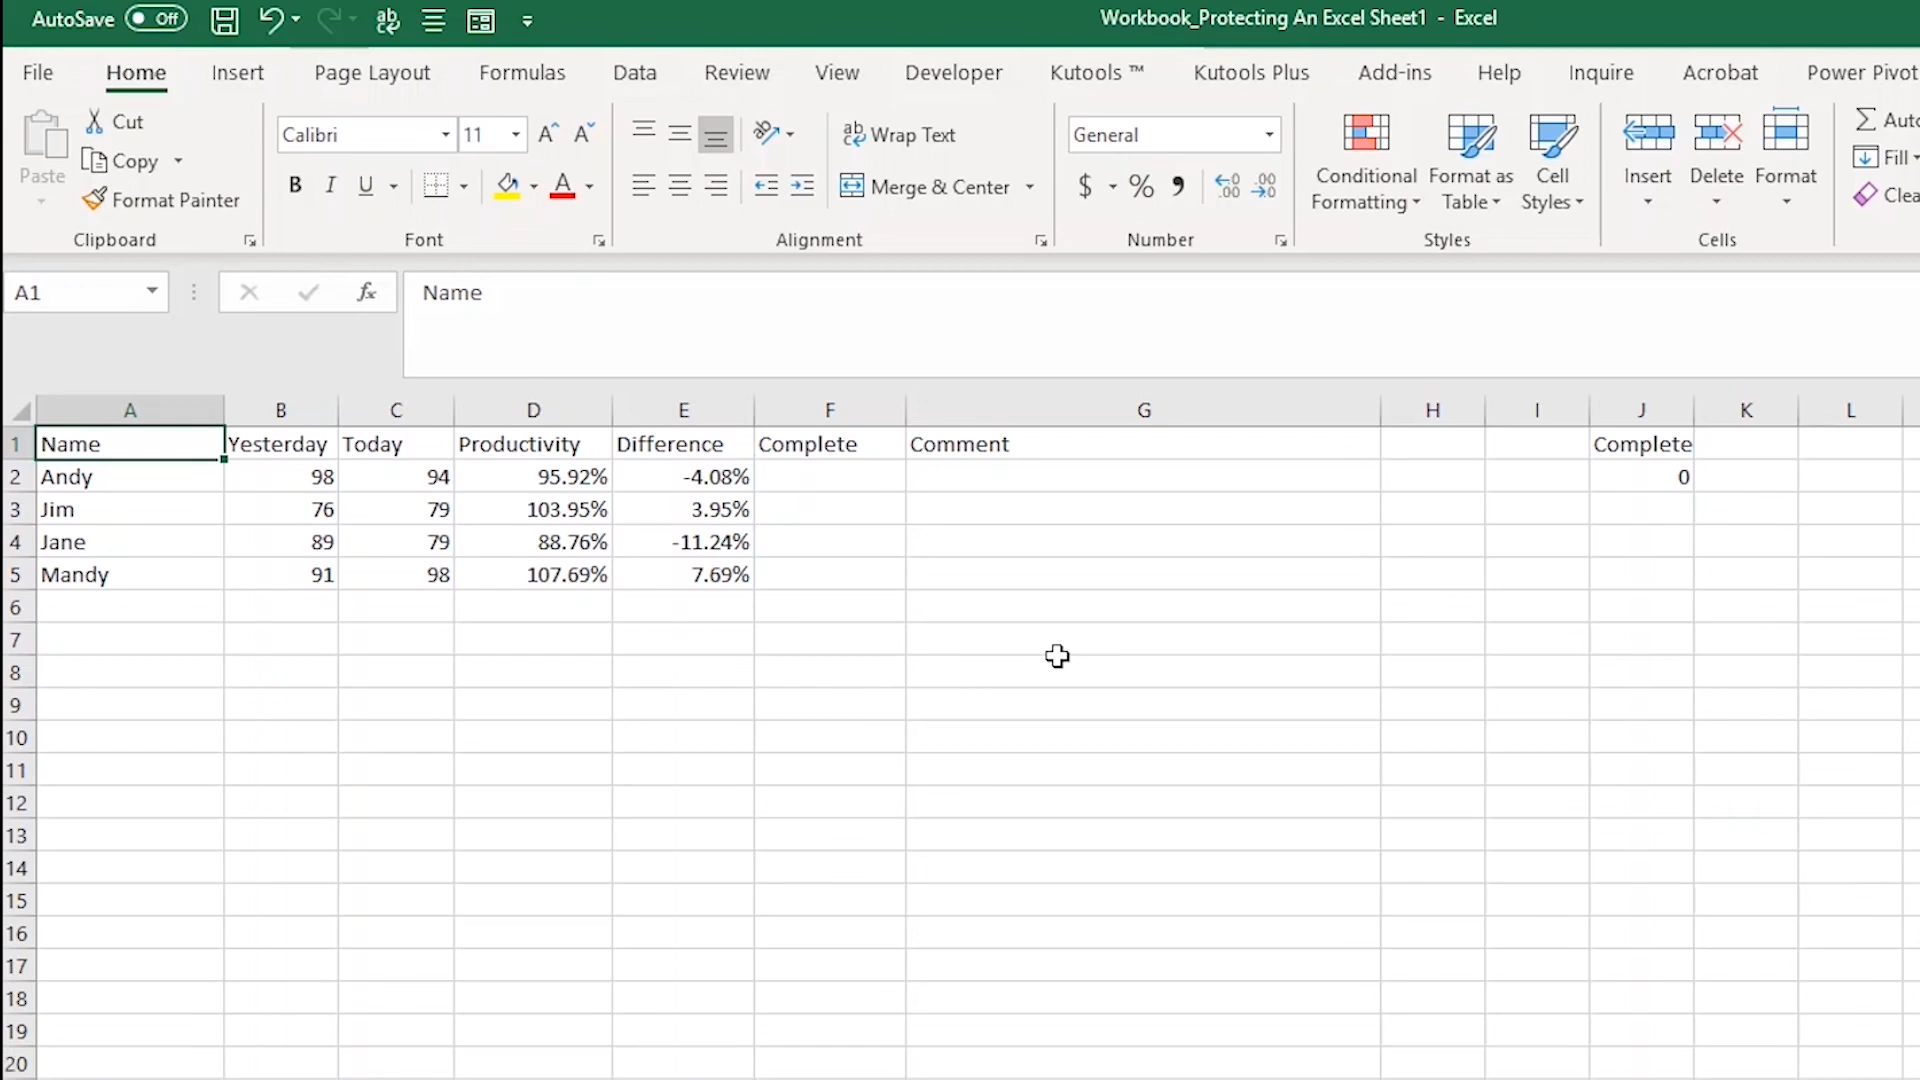 AutoSave Off Workbook_Protecting An Excel Sheet1 - Excel
File Home Insert Page Layout Formulas Data Review View Developer Kutools ™ Kutools Plus Add-ins Help Inquire Acrobat Power Pivot
Paste Cut Copy Format Painter
Clipboard
Calibri 11
B I U
Font
Wrap Text
Merge & Center
Alignment
General
$ % 9
Number
Conditional Formatting Format as Table Cell Styles
Styles
Insert Delete Format
Cells
Fill
A1 fx Name
A B C D E F G H I J K L
1 Name Yesterday Today Productivity Difference Complete Comment Complete
2 Andy 98 94 95.92% -4.08% 0
3 Jim 76 79 103.95% 3.95%
4 Jane 89 79 88.76% -11.24%
5 Mandy 91 98 107.69% 7.69%
6
7
8
9
10
11
12
13
14
15
16
17
18
19
20